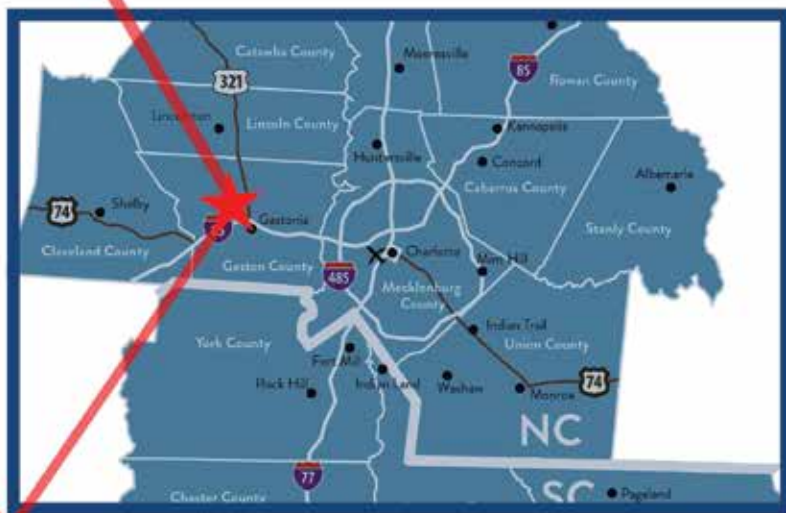 Catawba County
Mooresville
85
Rowan County
321
Lincolnton
Lincoln County
Kannapolis
Huntersville
Concord
Albemarle
Cabarrus County
74
Shelby
Gastonia
Stanly County
Cleveland County
Gaston County
Charlotte
Mint Hill
485
Mecklenburg
County
Indian Trail
York County
Union County
Fort Mill
Rock Hill
Indian Land
Waxhaw
Monroe
74
NC
77
SC
Chester County
Pageland